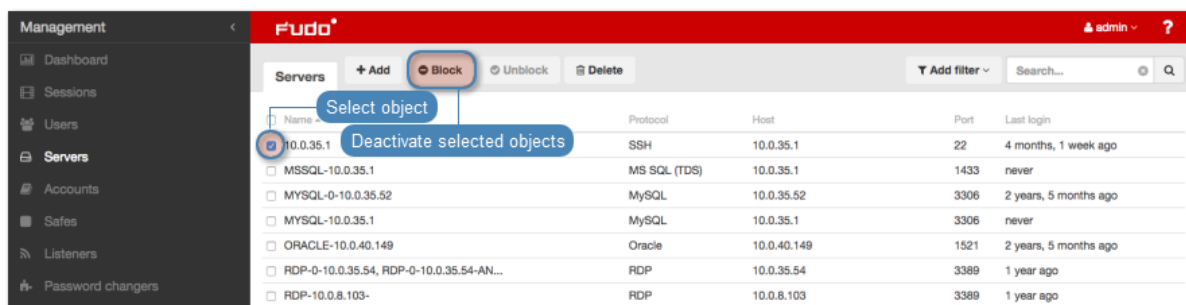 Management
Fudo
admin
?
Dashboard
Sessions
Users
Servers
Accounts
Safes
Listeners
Password changers
Servers
+ Add
Block
Unblock
Delete
Add filter
Search...
Select object
Deactivate selected objects
Name Protocol Host Port Last login
10.0.35.1 SSH 10.0.35.1 22 4 months, 1 week ago
MSSQL-10.0.35.1 MS SQL (TDS) 10.0.35.1 1433 never
MYSQL-0-10.0.35.52 MySQL 10.0.35.52 3306 2 years, 5 months ago
MYSQL-10.0.35.1 MySQL 10.0.35.1 3306 never
ORACLE-10.0.40.149 Oracle 10.0.40.149 1521 2 years, 5 months ago
RDP-0-10.0.35.54, RDP-0-10.0.35.54-AN... RDP 10.0.35.54 3389 1 year ago
RDP-10.0.8.103- RDP 10.0.8.103 3389 1 year ago